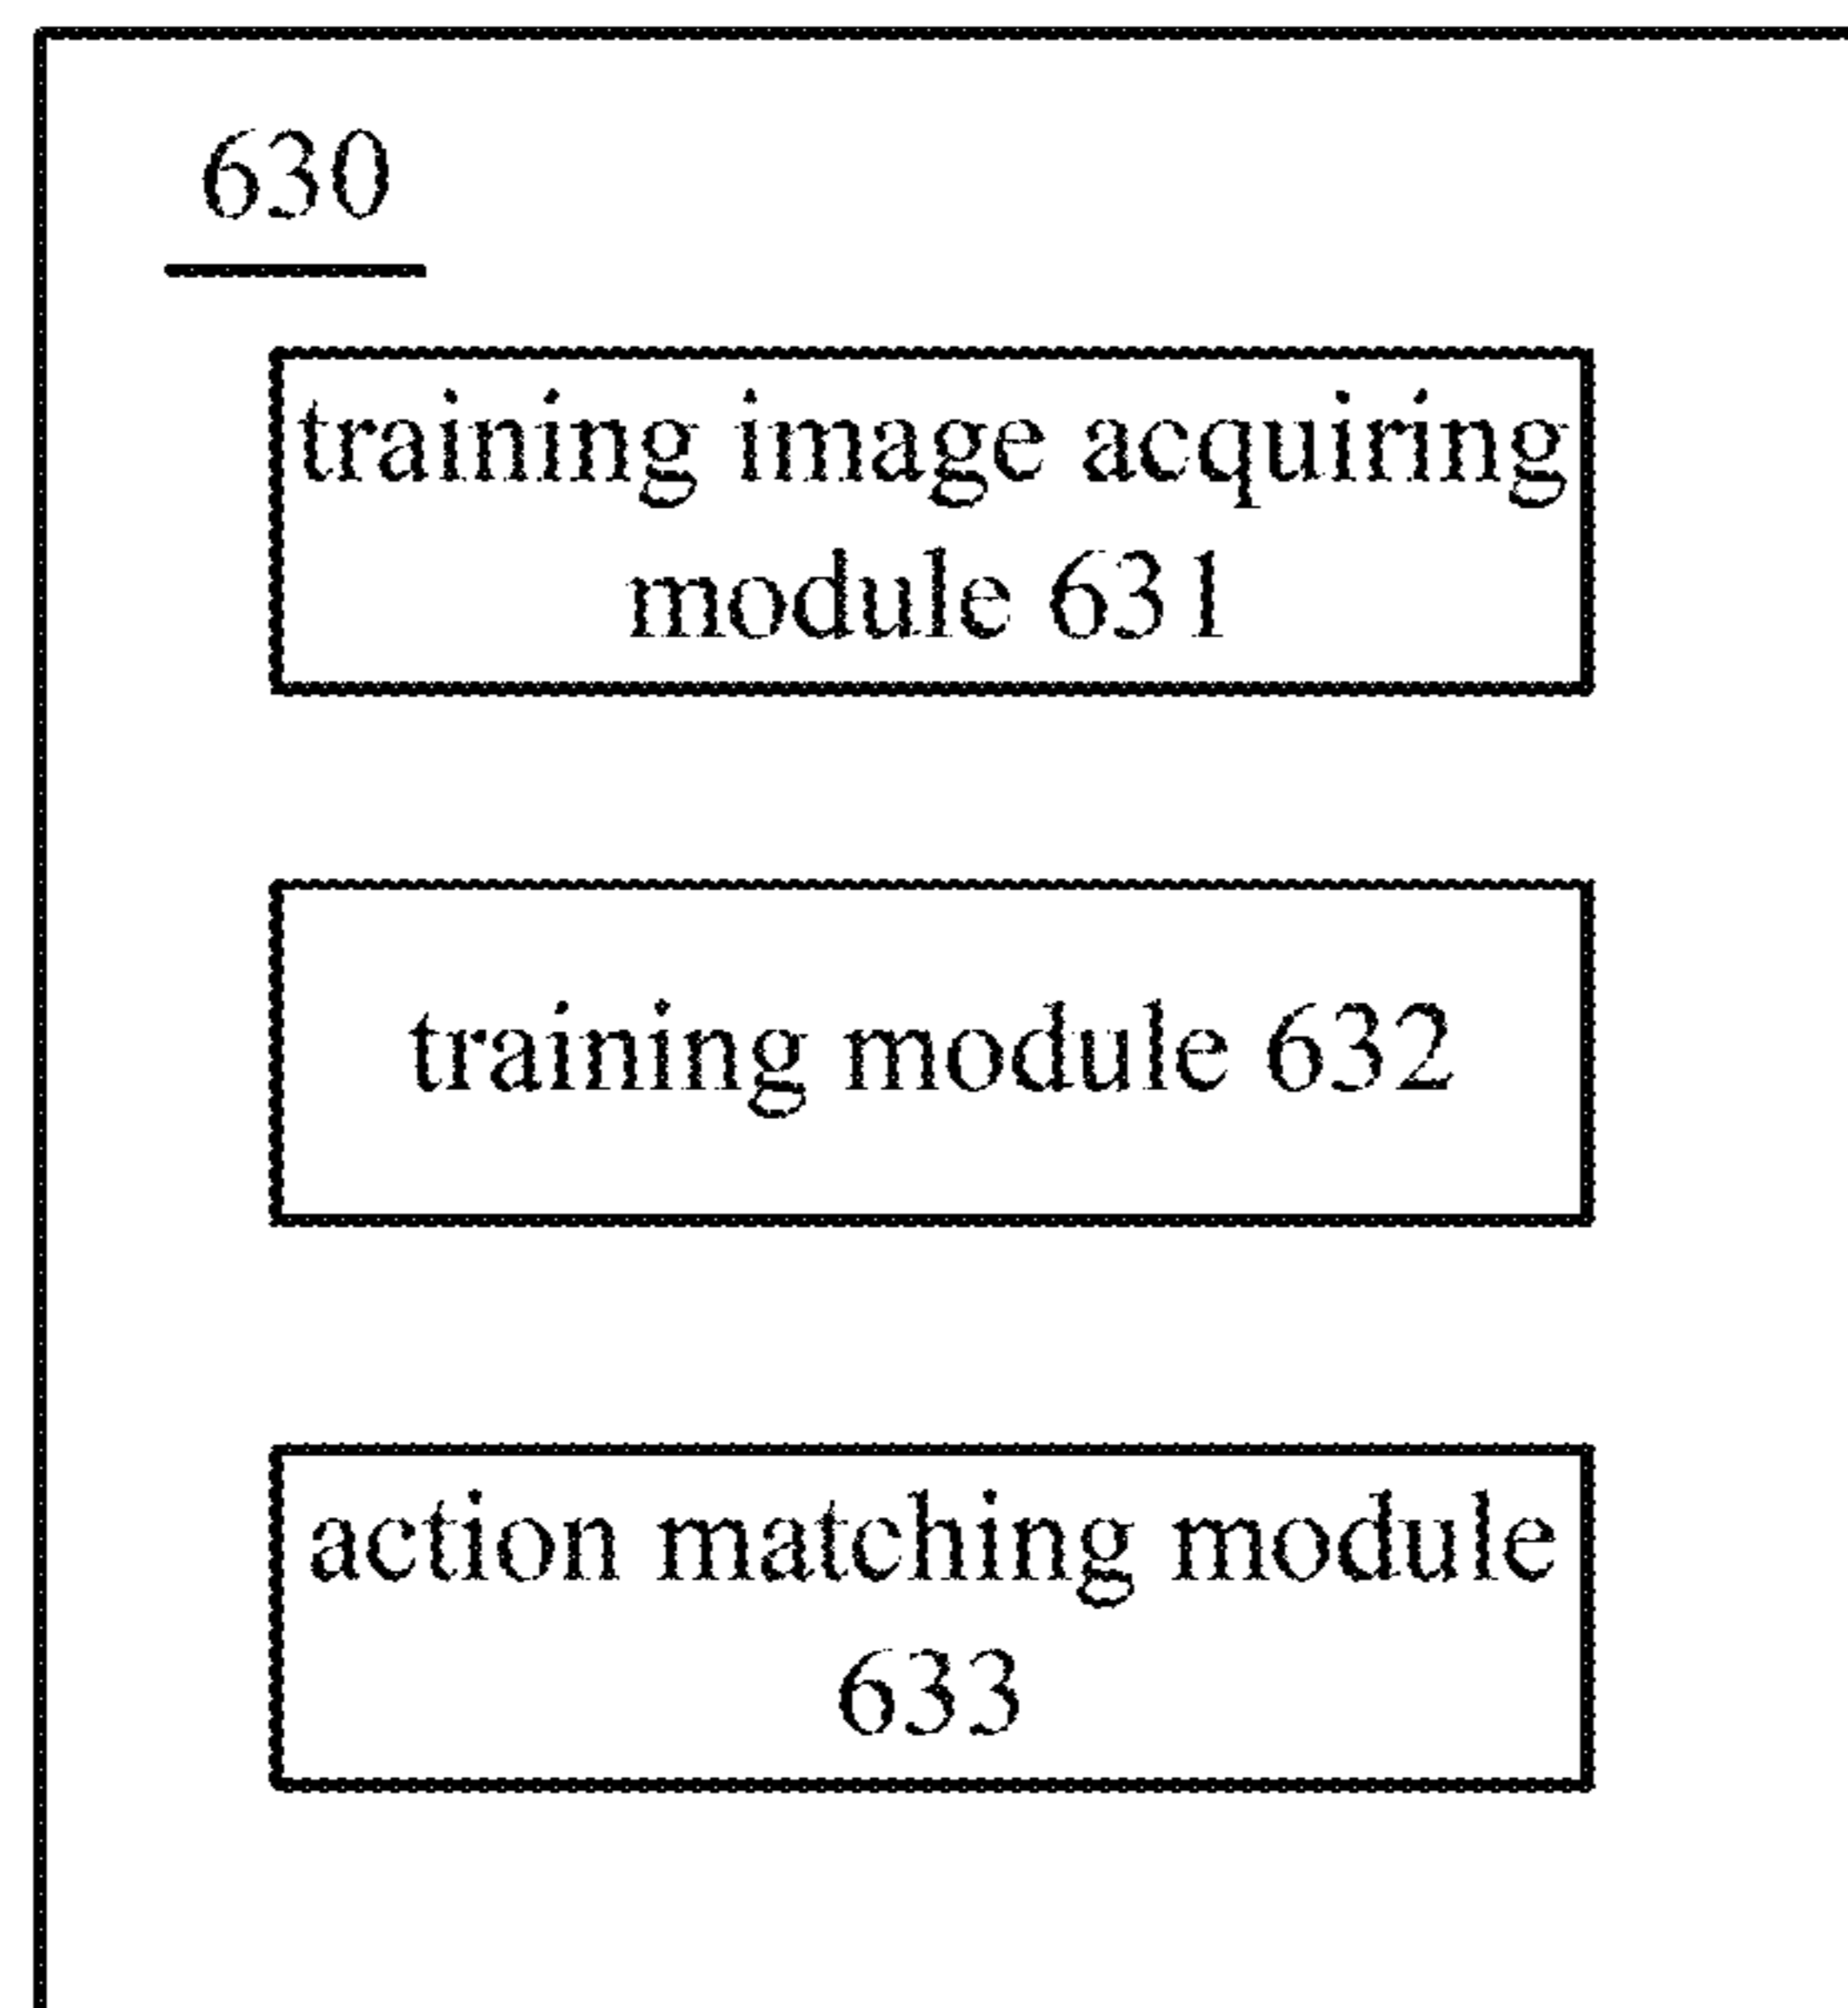 630
training image acquiring
module 631
training module 632
action matching module
633